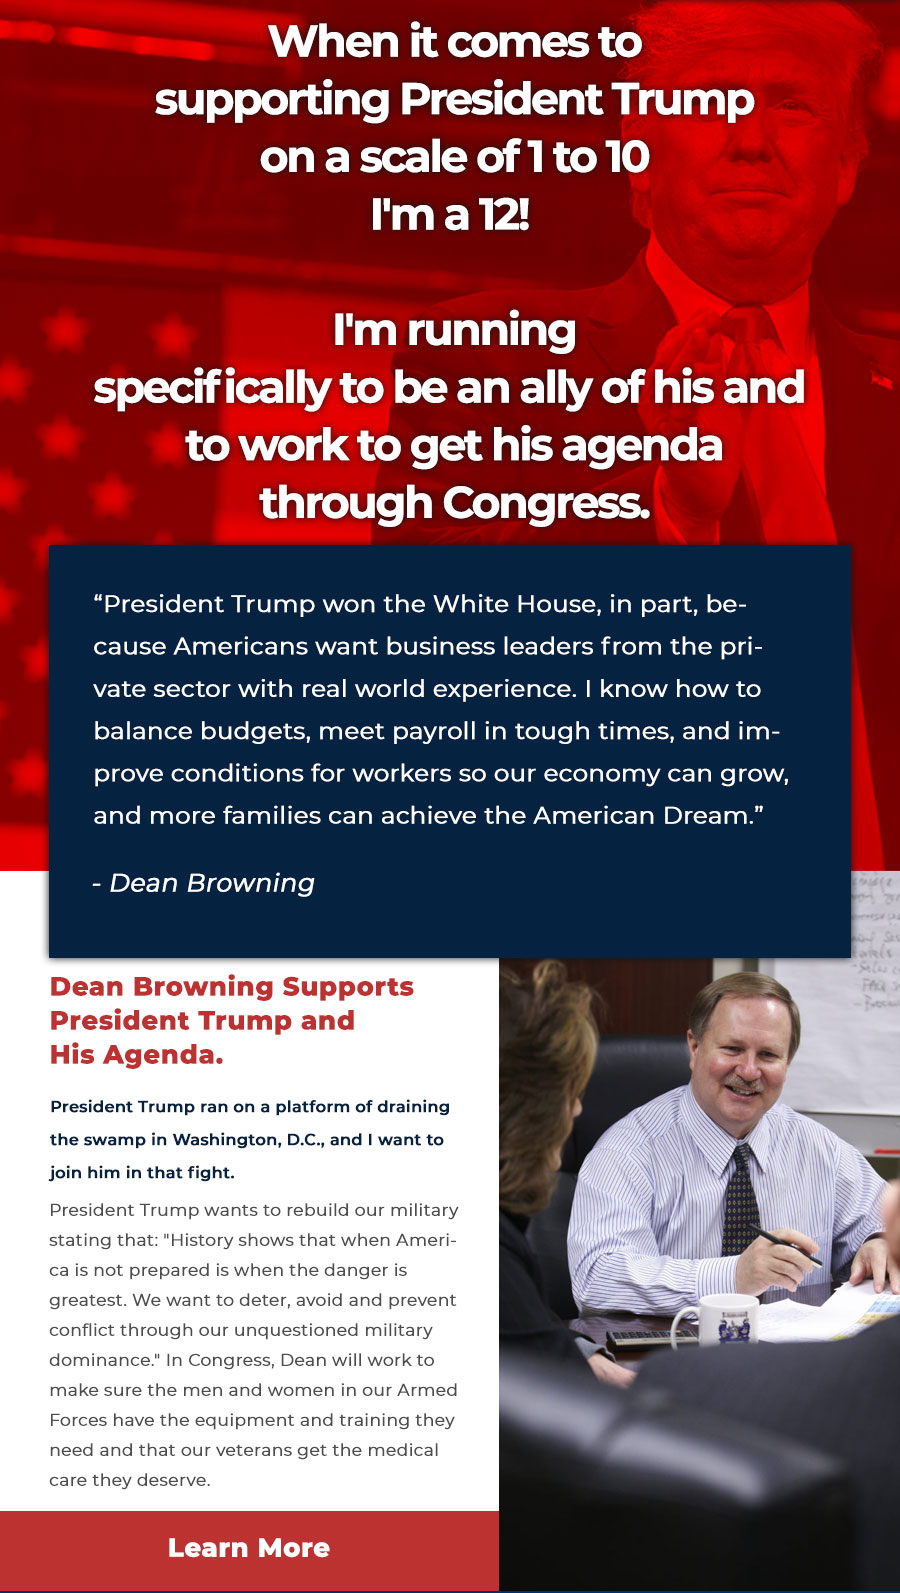 When it comes to
supporting President Trump
on a scale of 1 to 10
I'm a 12!
I'm running
specifically to be an ally of his and
to work to get his agenda
through Congress.
“President Trump won the White House, in part, be-
cause Americans want business leaders from the pri-
vate sector with real world experience. I know how to
balance budgets, meet payroll in tough times, and im-
prove conditions for workers so our economy can grow,
and more families can achieve the American Dream.”
- Dean Browning
Dean Browning Supports
President Trump and
His Agenda.
President Trump ran on a platform of draining
the swamp in Washington, D.C., and I want to
join him in that fight.
President Trump wants to rebuild our military
stating that: "History shows that when Ameri-
ca is not prepared is when the danger is
greatest. We want to deter, avoid and prevent
conflict through our unquestioned military
dominance." In Congress, Dean will work to
make sure the men and women in our Armed
Forces have the equipment and training they
need and that our veterans get the medical
care they deserve.
Learn More